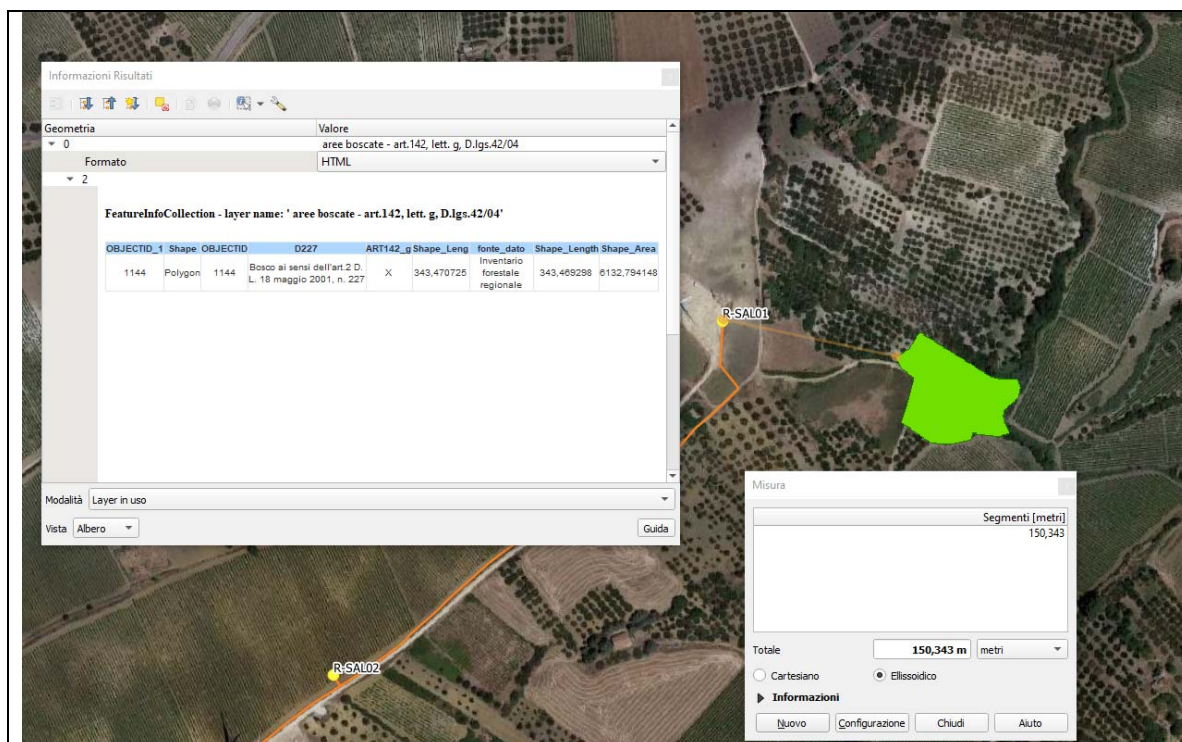 Informazioni Risultati
Geometria Valore
0 aree boscate - art.142, lett. g, D.lgs.42/04
Formato HTML
2
FeatureInfoCollection - layer name: ' aree boscate - art.142, lett. g, D.lgs.42/04'
OBJECTID_1 Shape OBJECTID D227 ART142_g Shape_Leng fonte_dato Shape_Length Shape_Area
1144 Polygon 1144 Bosco ai sensi dell'art.2 D. L. 18 maggio 2001, n. 227 X 343,470725 Inventario forestale regionale 343,469298 6132,794148
Modalità Layer in uso
Vista Albero Guida
R-SAL01
R-SAL02
Misura
Segmenti [metri]
150,343
Totale 150,343 m metri
Cartesiano Ellissoidico
Informazioni
Nuovo Configurazione Chiudi Aiuto